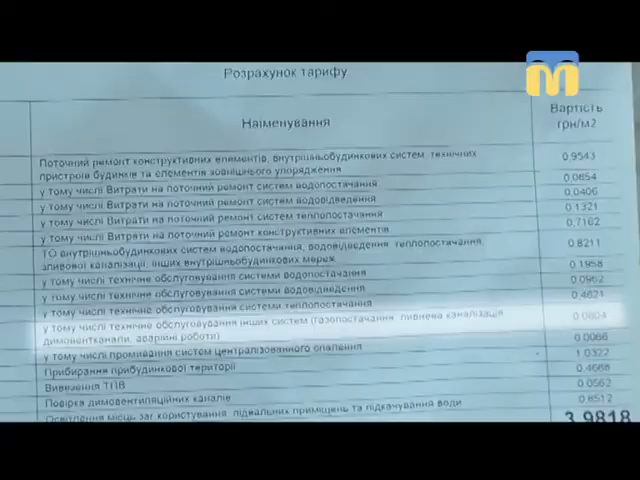 Розрахунок тарифу
Найменування
Вартість
грн/м2
Поточний ремонт конструктивних елементів, внутрішньобудинкових систем технічних
пристроїв будинків та елементів зовнішнього упорядження
0,9543
у тому числі Витрати на поточний ремонт систем водопостачання
0,0654
у тому числі Витрати на поточний ремонт систем водовідведення
0,0406
у тому числі Витрати на поточний ремонт систем теплопостачання
0,1321
у тому числі Витрати на поточний ремонт конструктивних елементів
0,7162
ТО внутрішньобудинкових систем водопостачання, водовідведення теплопостачання,
зливової каналізації, інших внутрішньобудинкових мереж
0,8211
у тому числі технічне обслуговування системи водопостачання
0,1958
у тому числі технічне обслуговування системи водовідведення
0,0962
у тому числі технічне обслуговування системи теплопостачання
0,4621
у тому числі технічне обслуговування інших систем (газопостачання ливнева каналізація
димовентканали, аварійні роботи)
у тому числі промивання систем централізованого опалення
0,0066
Прибирання прибудинкової території
1,0322
Вивезення ТПВ
0,4668
Повірка димовентиляційних каналів
0,0562
Освітлення місць заг користування, підвальних приміщень та підкачування води
0,6512
3,9818